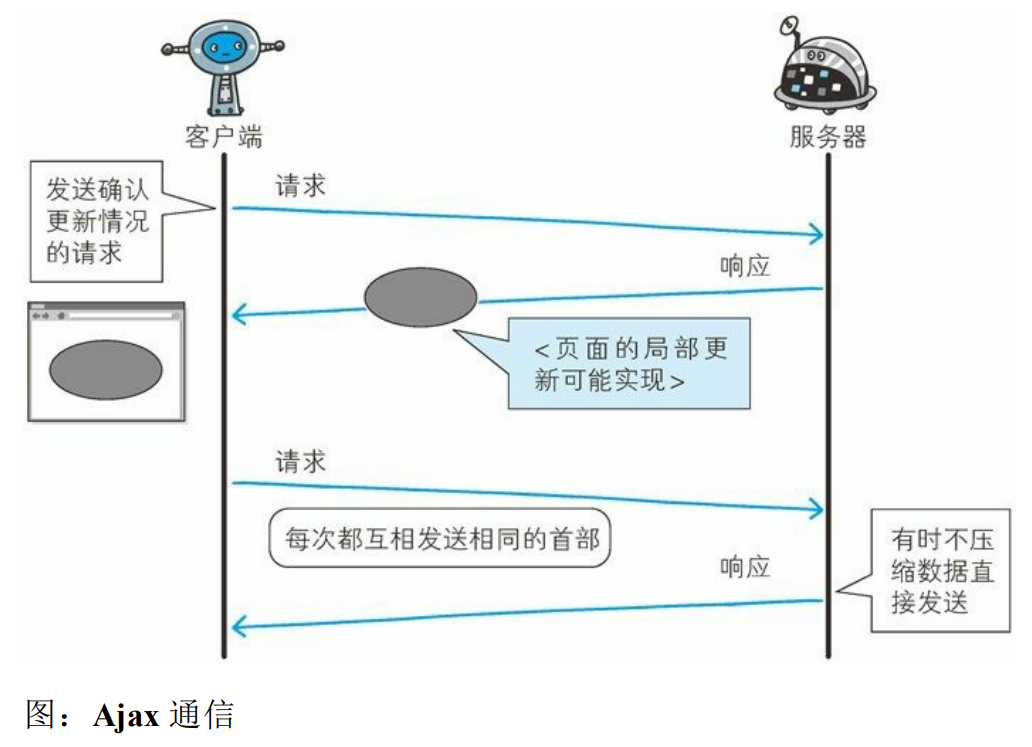 客户端
服务器
发送确认
更新情况
的请求
请求
响应
<页面的局部更
新可能实现>
请求
每次都互相发送相同的首部
响应
有时不压
缩数据直
接发送
图：Ajax 通信